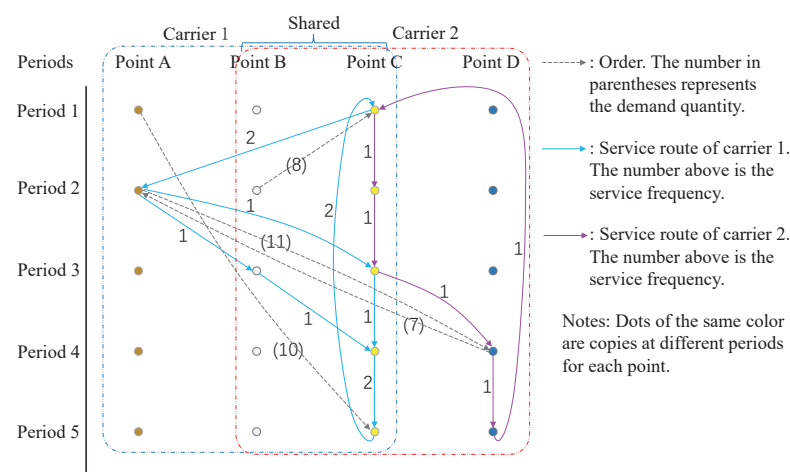 Shared
Carrier 1
Carrier 2
Periods
Point A
Point B
Point C
Point D
Period 1
Period 2
Period 3
Period 4
Period 5
2
(8)
1
1
1
1
2
(11)
1
1
1
1
(7)
(10)
2
1
: Order. The number in
parentheses represents
the demand quantity.
: Service route of carrier 1.
The number above is the
service frequency.
: Service route of carrier 2.
The number above is the
service frequency.
Notes: Dots of the same color
are copies at different periods
for each point.